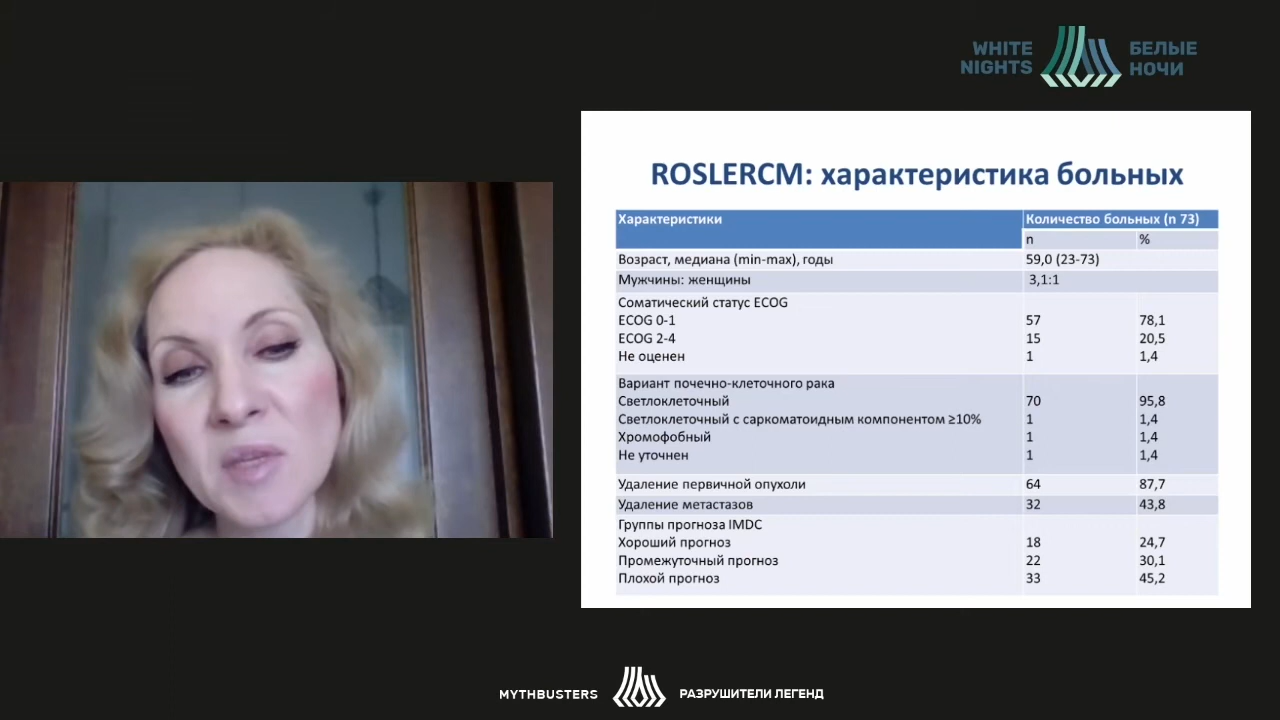 WHITE
NIGHTS
БЕЛЫЕ
НОЧИ
ROSLERCM: характеристика больных
Характеристики Количество больных (n 73)
n %
Возраст, медиана (min-max), годы 59,0 (23-73)
Мужчины: женщины 3,1:1
Соматический статус ECOG
ECOG 0-1 57 78,1
ECOG 2-4 15 20,5
Не оценен 1 1,4
Вариант почечно-клеточного рака
Светлоклеточный 70 95,8
Светлоклеточный с саркоматоидным компонентом ≥10% 1 1,4
Хромофобный 1 1,4
Не уточнен 1 1,4
Удаление первичной опухоли 64 87,7
Удаление метастазов 32 43,8
Группы прогноза IMDC
Хороший прогноз 18 24,7
Промежуточный прогноз 22 30,1
Плохой прогноз 33 45,2
MYTHBUSTERS РАЗРУШИТЕЛИ ЛЕГЕНД